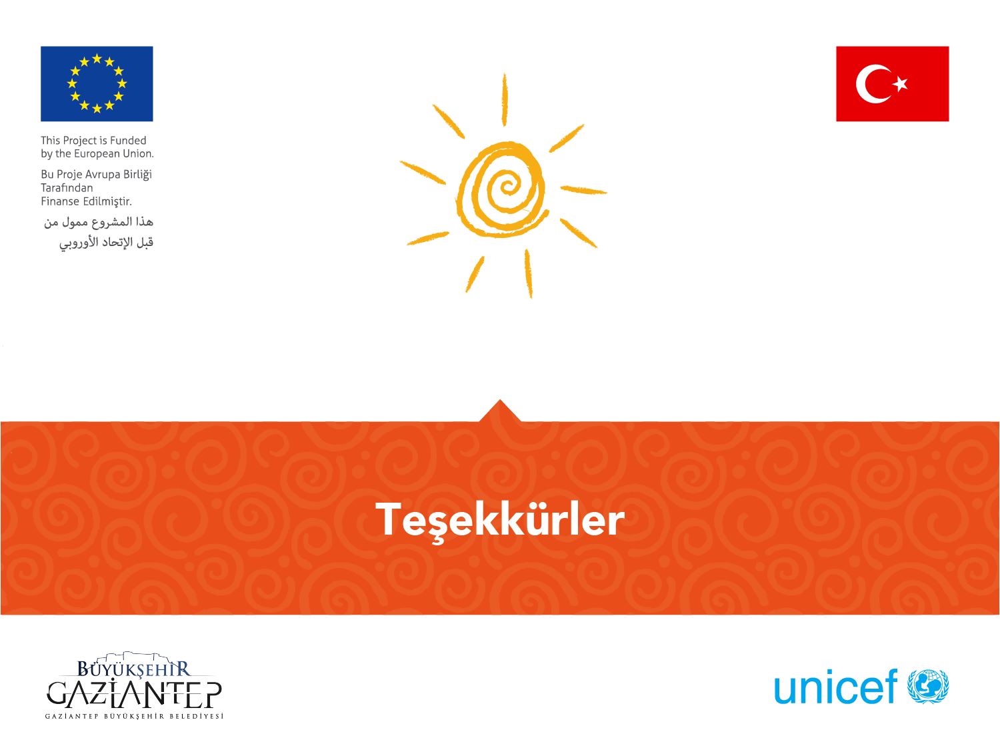 This Project is Funded
by the European Union.
Bu Proje Avrupa Birliği
Tarafından
Finanse Edilmiştir.
هذا المشروع ممول من
قبل الإتحاد الأوروبي
Teşekkürler
BÜYÜKŞEHİR
GAZİANTEP
GAZİANTEP BÜYÜKŞEHİR BELEDİYESİ
unicef